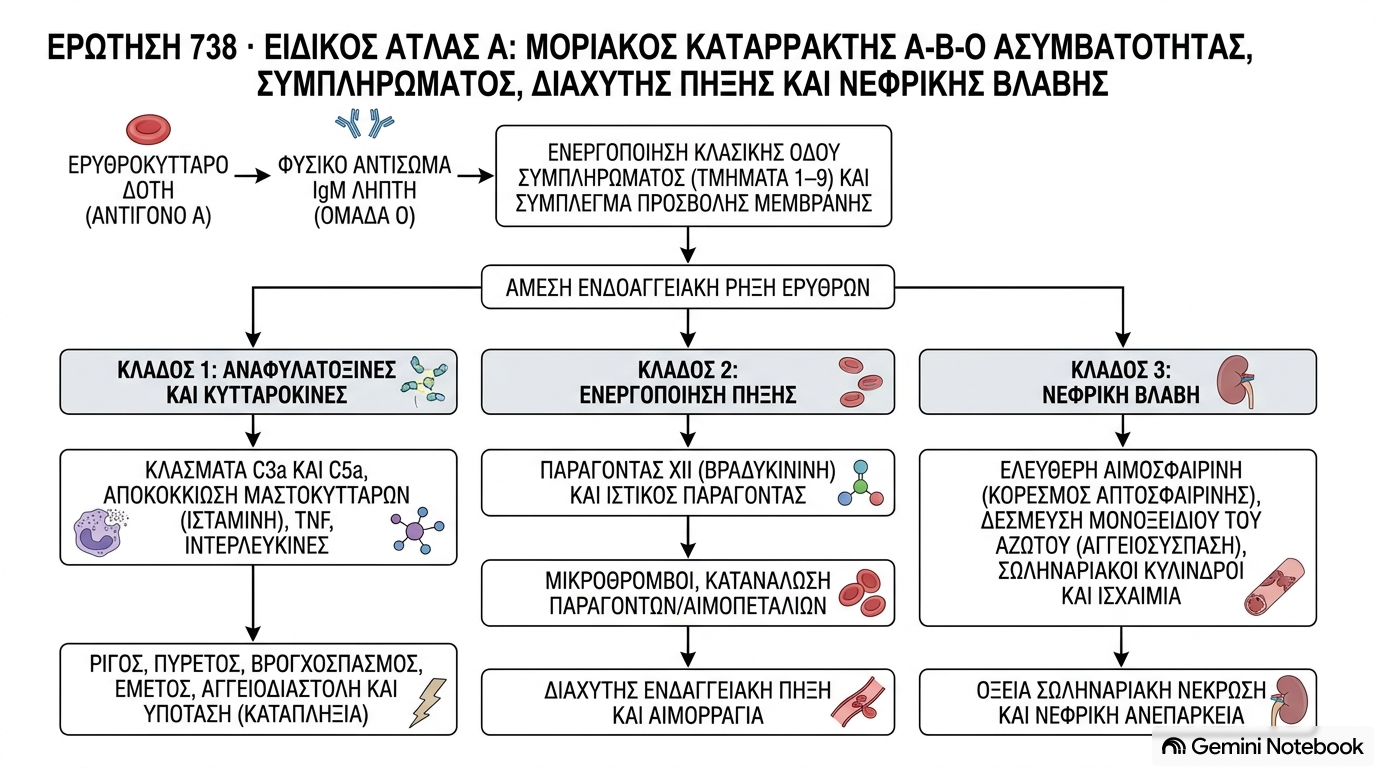 ΕΡΩΤΗΣΗ 738 · ΕΙΔΙΚΟΣ ΑΤΛΑΣ Α: ΜΟΡΙΑΚΟΣ ΚΑΤΑΡΡΑΚΤΗΣ Α-Β-Ο ΑΣΥΜΒΑΤΟΤΗΤΑΣ,
ΣΥΜΠΛΗΡΩΜΑΤΟΣ, ΔΙΑΧΥΤΗΣ ΠΗΞΗΣ ΚΑΙ ΝΕΦΡΙΚΗΣ ΒΛΑΒΗΣ
ΕΡΥΘΡΟΚΥΤΤΑΡΟ
ΔΟΤΗ
(ΑΝΤΙΓΟΝΟ Α)
ΦΥΣΙΚΟ ΑΝΤΙΣΩΜΑ
IgM ΛΗΠΤΗ
(ΟΜΑΔΑ Ο)
ΕΝΕΡΓΟΠΟΙΗΣΗ ΚΛΑΣΙΚΗΣ ΟΔΟΥ
ΣΥΜΠΛΗΡΩΜΑΤΟΣ (ΤΜΗΜΑΤΑ 1–9) ΚΑΙ
ΣΥΜΠΛΕΓΜΑ ΠΡΟΣΒΟΛΗΣ ΜΕΜΒΡΑΝΗΣ
ΑΜΕΣΗ ΕΝΔΟΑΓΓΕΙΑΚΗ ΡΗΞΗ ΕΡΥΘΡΩΝ
ΚΛΑΔΟΣ 1: ΑΝΑΦΥΛΑΤΟΞΙΝΕΣ
ΚΑΙ ΚΥΤΤΑΡΟΚΙΝΕΣ
ΚΛΑΣΜΑΤΑ C3a ΚΑΙ C5a,
ΑΠΟΚΟΚΚΙΩΣΗ ΜΑΣΤΟΚΥΤΤΑΡΩΝ
(ΙΣΤΑΜΙΝΗ), TNF,
ΙΝΤΕΡΛΕΥΚΙΝΕΣ
ΡΙΓΟΣ, ΠΥΡΕΤΟΣ, ΒΡΟΓΧΟΣΠΑΣΜΟΣ,
ΕΜΕΤΟΣ, ΑΓΓΕΙΟΔΙΑΣΤΟΛΗ ΚΑΙ
ΥΠΟΤΑΣΗ (ΚΑΤΑΠΛΗΞΙΑ)
ΚΛΑΔΟΣ 2:
ΕΝΕΡΓΟΠΟΙΗΣΗ ΠΗΞΗΣ
ΠΑΡΑΓΟΝΤΑΣ XII (ΒΡΑΔΥΚΙΝΙΝΗ)
ΚΑΙ ΙΣΤΙΚΟΣ ΠΑΡΑΓΟΝΤΑΣ
ΜΙΚΡΟΘΡΟΜΒΟΙ, ΚΑΤΑΝΑΛΩΣΗ
ΠΑΡΑΓΟΝΤΩΝ/ΑΙΜΟΠΕΤΑΛΙΩΝ
ΔΙΑΧΥΤΗΣ ΕΝΔΑΓΓΕΙΑΚΗ ΠΗΞΗ
ΚΑΙ ΑΙΜΟΡΡΑΓΙΑ
ΚΛΑΔΟΣ 3:
ΝΕΦΡΙΚΗ ΒΛΑΒΗ
ΕΛΕΥΘΕΡΗ ΑΙΜΟΣΦΑΙΡΙΝΗ
(ΚΟΡΕΣΜΟΣ ΑΠΤΟΣΦΑΙΡΙΝΗΣ),
ΔΕΣΜΕΥΣΗ ΜΟΝΟΞΕΙΔΙΟΥ ΤΟΥ
ΑΖΩΤΟΥ (ΑΓΓΕΙΟΣΥΣΠΑΣΗ),
ΣΩΛΗΝΑΡΙΑΚΟΙ ΚΥΛΙΝΔΡΟΙ
ΚΑΙ ΙΣΧΑΙΜΙΑ
ΟΞΕΙΑ ΣΩΛΗΝΑΡΙΑΚΗ ΝΕΚΡΩΣΗ
ΚΑΙ ΝΕΦΡΙΚΗ ΑΝΕΠΑΡΚΕΙΑ
Gemini Notebook